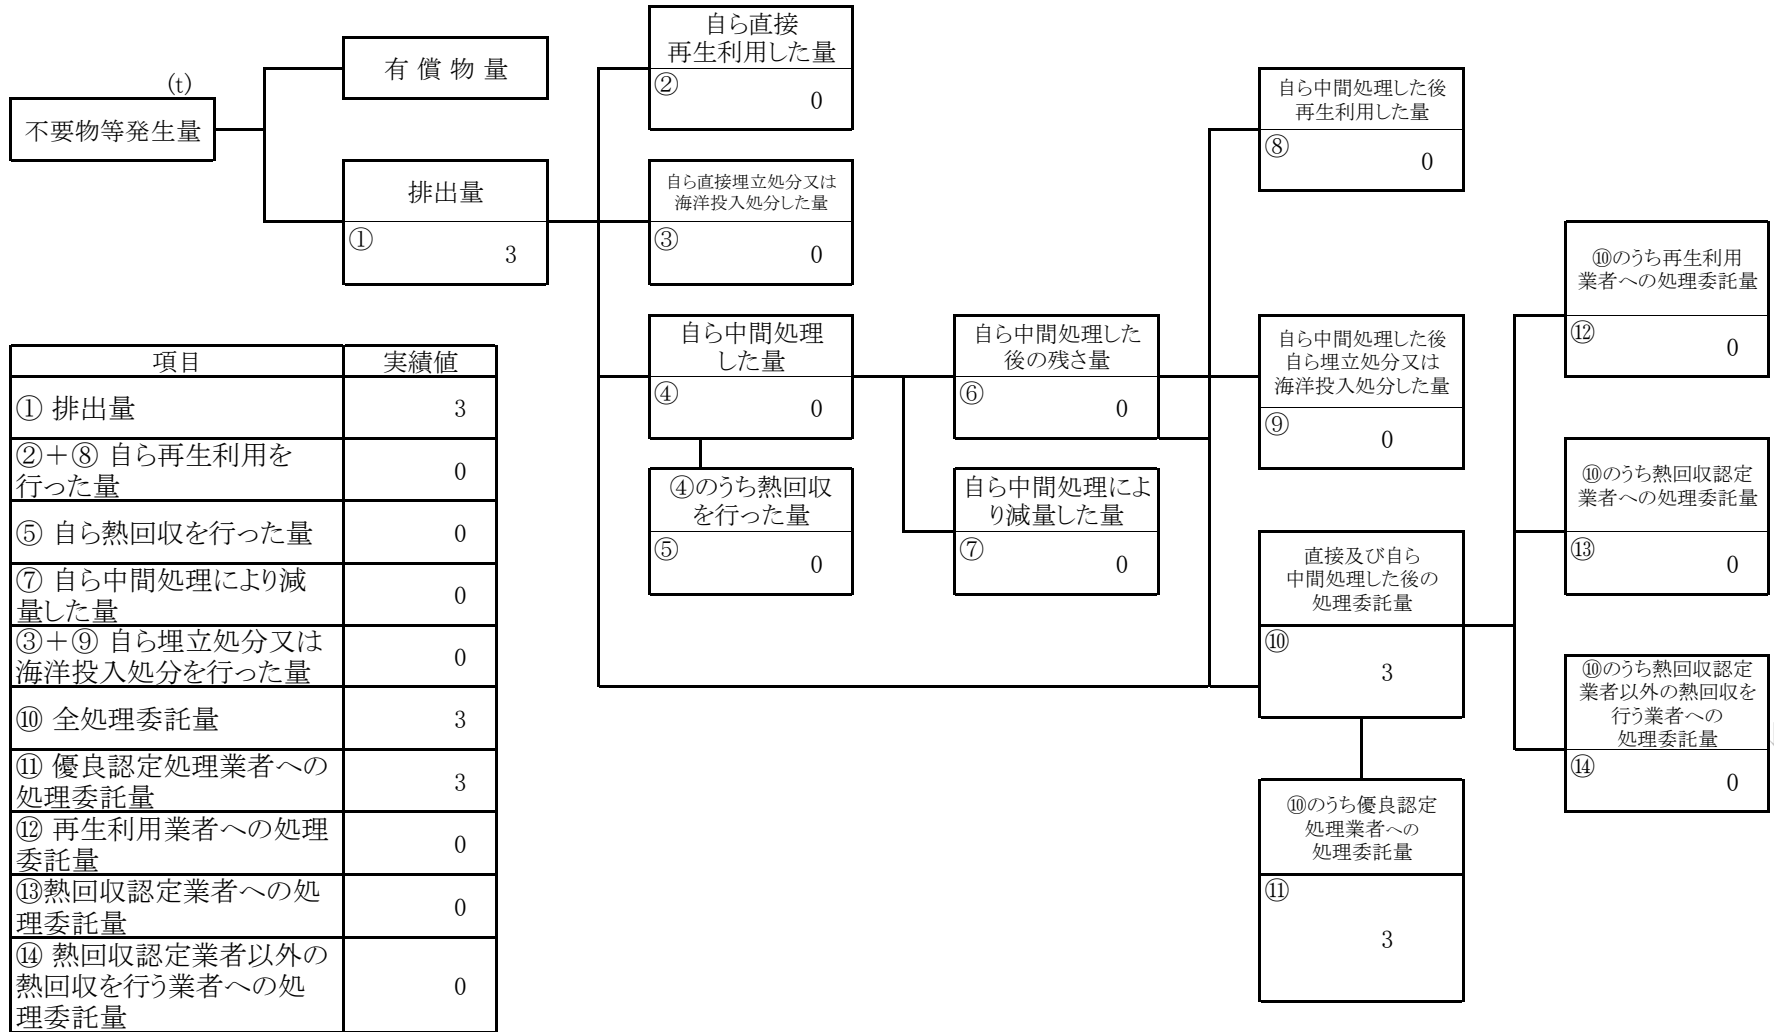 (t)
不要物等発生量
有 償 物 量
排出量
①
3
自ら直接
再生利用した量
②
0
自ら直接埋立処分又は
海洋投入処分した量
③
0
自ら中間処理
した量
④
0
④のうち熱回収
を行った量
⑤
0
自ら中間処理した
後の残さ量
⑥
0
自ら中間処理によ
り減量した量
⑦
0
自ら中間処理した後
再生利用した量
⑧
0
自ら中間処理した後
自ら埋立処分又は
海洋投入処分した量
⑨
0
直接及び自ら
中間処理した後の
処理委託量
⑩
3
⑩のうち優良認定
処理業者への
処理委託量
⑪
3
⑩のうち再生利用
業者への処理委託量
⑫
0
⑩のうち熱回収認定
業者への処理委託量
⑬
0
⑩のうち熱回収認定
業者以外の熱回収を
行う業者への
処理委託量
⑭
0
項目 実績値
① 排出量 3
②＋⑧ 自ら再生利用を
行った量 0
⑤ 自ら熱回収を行った量 0
⑦ 自ら中間処理により減
量した量 0
③＋⑨ 自ら埋立処分又は
海洋投入処分を行った量 0
⑩ 全処理委託量 3
⑪ 優良認定処理業者への
処理委託量 3
⑫ 再生利用業者への処理
委託量 0
⑬熱回収認定業者への処
理委託量 0
⑭ 熱回収認定業者以外の
熱回収を行う業者への処
理委託量 0